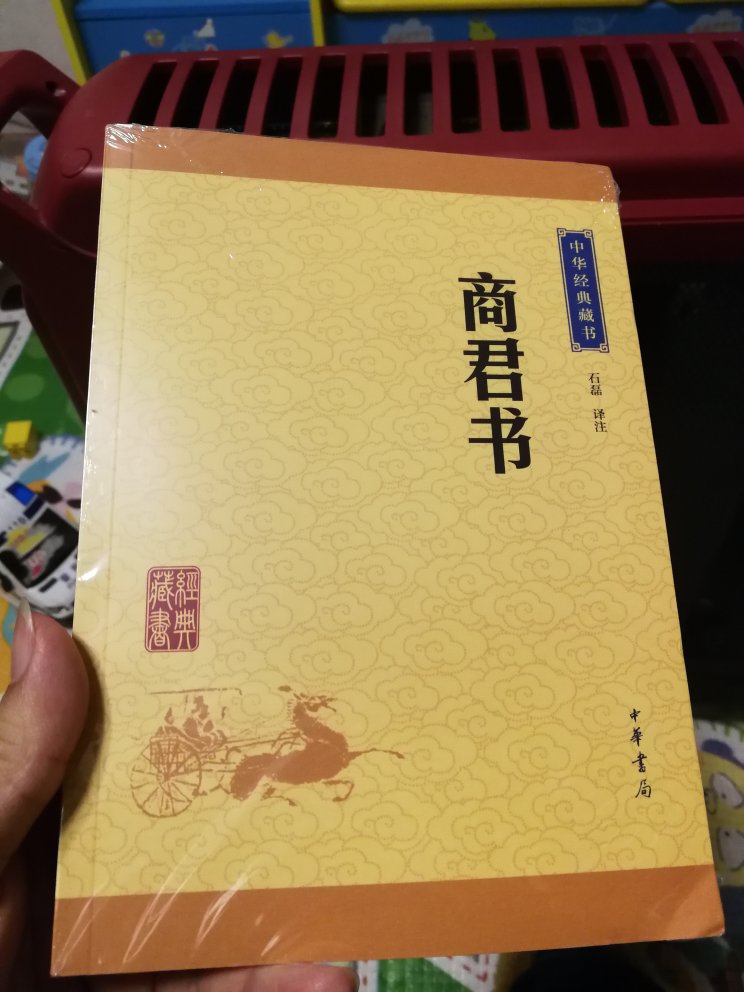 中华经典藏书
商君书
石磊 译注
經典
藏書
中華書局